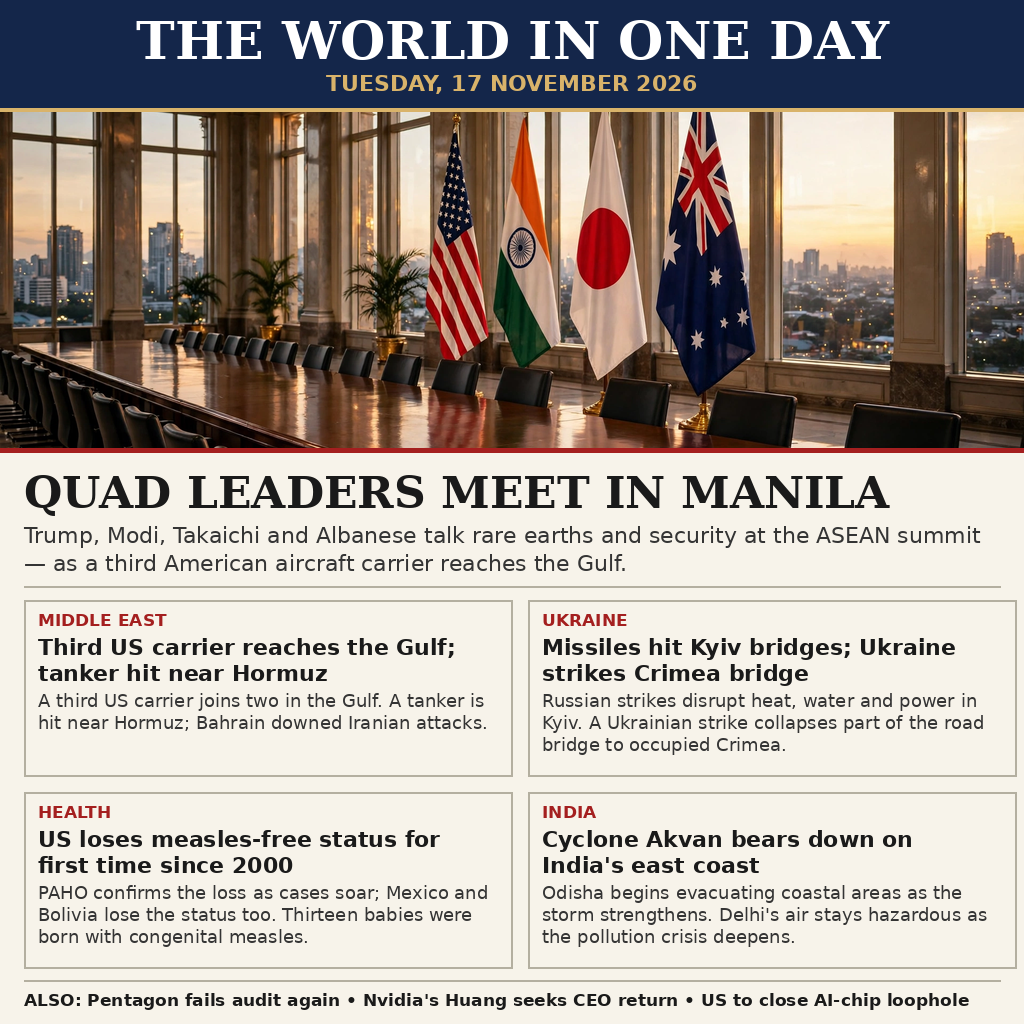 THE WORLD IN ONE DAY
TUESDAY, 17 NOVEMBER 2026
QUAD LEADERS MEET IN MANILA
Trump, Modi, Takaichi and Albanese talk rare earths and security at the ASEAN summit
— as a third American aircraft carrier reaches the Gulf.
MIDDLE EAST
Third US carrier reaches the Gulf;
tanker hit near Hormuz
A third US carrier joins two in the Gulf. A tanker is
hit near Hormuz; Bahrain downed Iranian attacks.
UKRAINE
Missiles hit Kyiv bridges; Ukraine
strikes Crimea bridge
Russian strikes disrupt heat, water and power in
Kyiv. A Ukrainian strike collapses part of the road
bridge to occupied Crimea.
HEALTH
US loses measles-free status for
first time since 2000
PAHO confirms the loss as cases soar; Mexico and
Bolivia lose the status too. Thirteen babies were
born with congenital measles.
INDIA
Cyclone Akvan bears down on
India's east coast
Odisha begins evacuating coastal areas as the
storm strengthens. Delhi's air stays hazardous as
the pollution crisis deepens.
ALSO: Pentagon fails audit again • Nvidia's Huang seeks CEO return • US to close AI-chip loophole